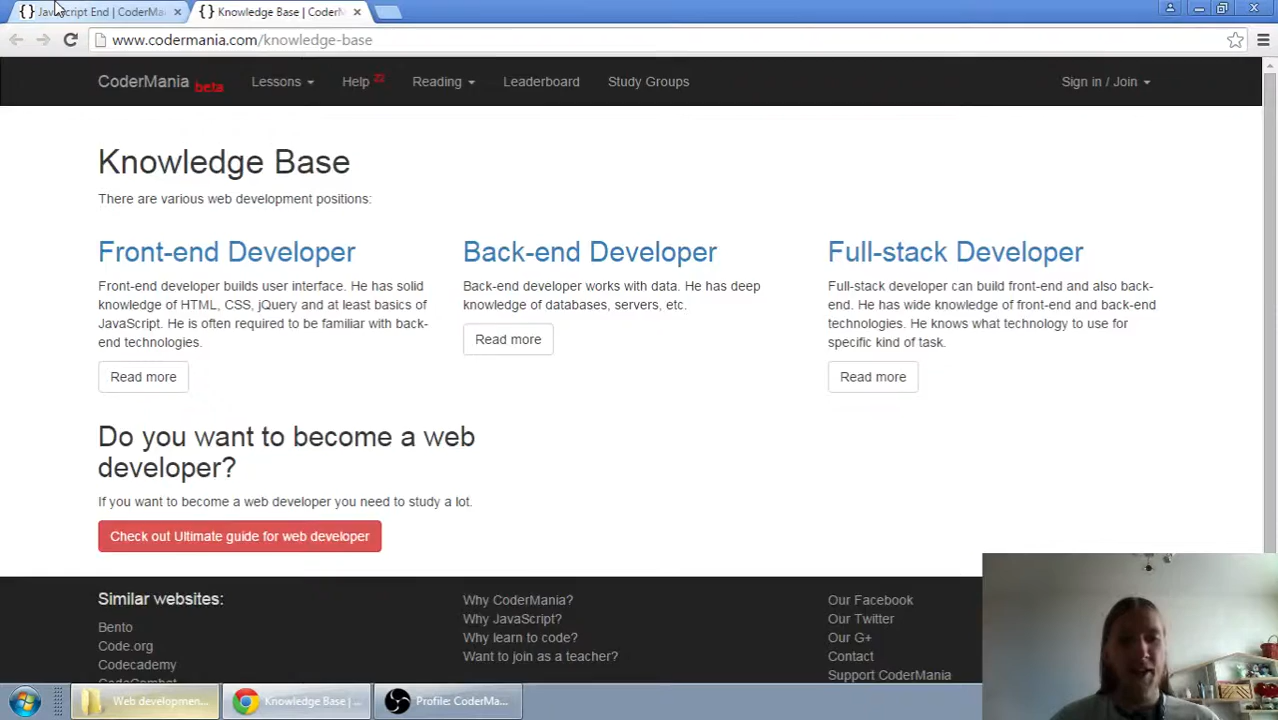 JavaScript End | CoderMa
Knowledge Base | CoderM
www.codermania.com/knowledge-base
CoderMania beta
Lessons
Help 22
Reading
Leaderboard
Study Groups
Sign in / Join
Knowledge Base
There are various web development positions:
Front-end Developer
Front-end developer builds user interface. He has solid
knowledge of HTML, CSS, jQuery and at least basics of
JavaScript. He is often required to be familiar with back-
end technologies.
Read more
Back-end Developer
Back-end developer works with data. He has deep
knowledge of databases, servers, etc.
Read more
Full-stack Developer
Full-stack developer can build front-end and also back-
end. He has wide knowledge of front-end and back-end
technologies. He knows what technology to use for
specific kind of task.
Read more
Do you want to become a web
developer?
If you want to become a web developer you need to study a lot.
Check out Ultimate guide for web developer
Similar websites:
Bento
Code.org
Codecademy
CodeCombat
Why CoderMania?
Why JavaScript?
Why learn to code?
Want to join as a teacher?
Our Facebook
Our Twitter
Our G+
Contact
Support CoderMania
Web developmen...
Knowledge Base | ...
Profile: CoderMa...